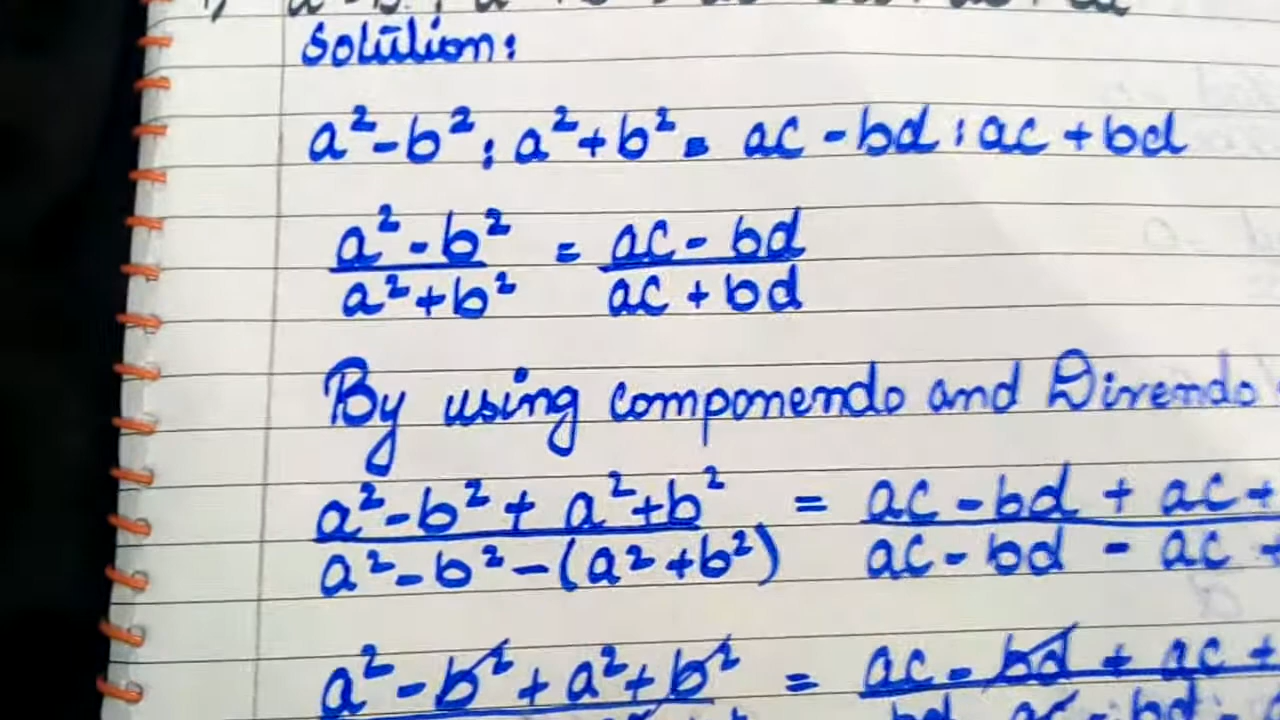 Solution:
a²-b² : a²+b² = ac - bd : ac + bd
a² - b² / a²+b² = ac - bd / ac + bd
By using componendo and Divendo
a²-b²+ a²+b² / a²-b²-(a²+b²) = ac - bd + ac + / ac - bd - ac +
a² - b² + a²+ b² = ac - bd + ac +